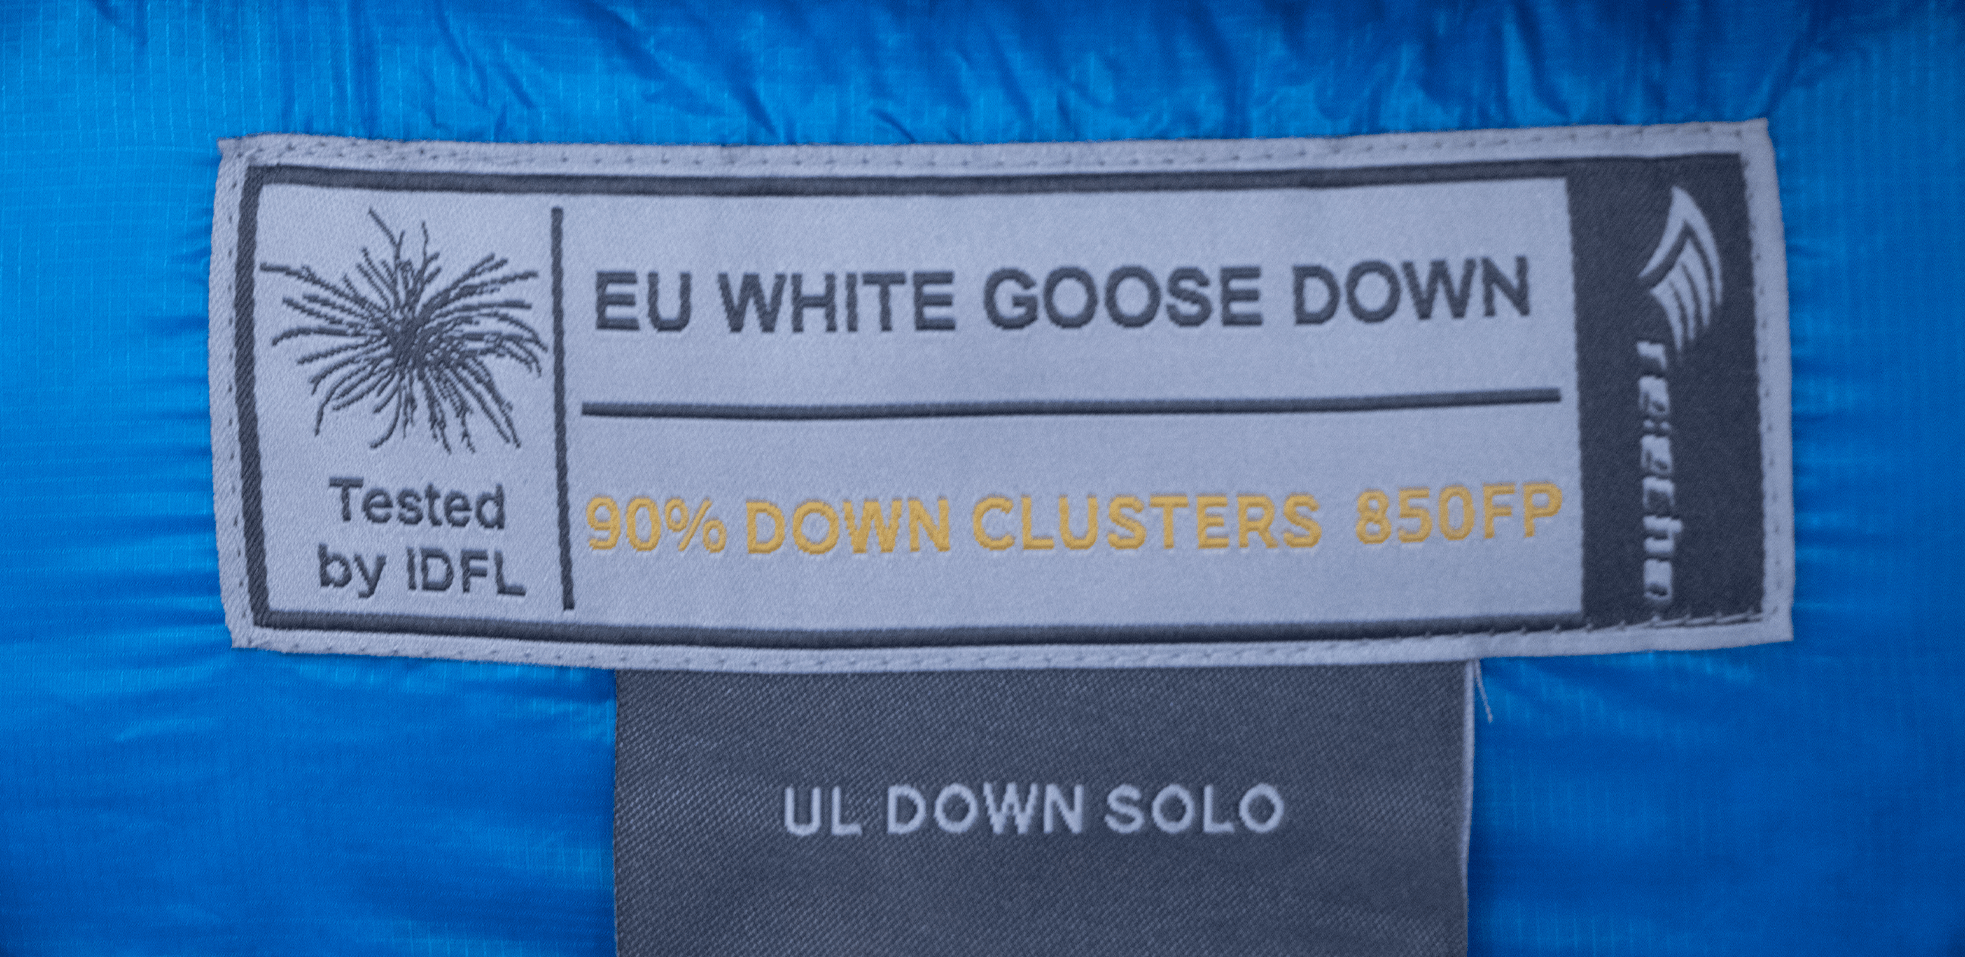 EU WHITE GOOSE DOWN
90% DOWN CLUSTERS 850FP
Tested
by IDFL
UL DOWN SOLO